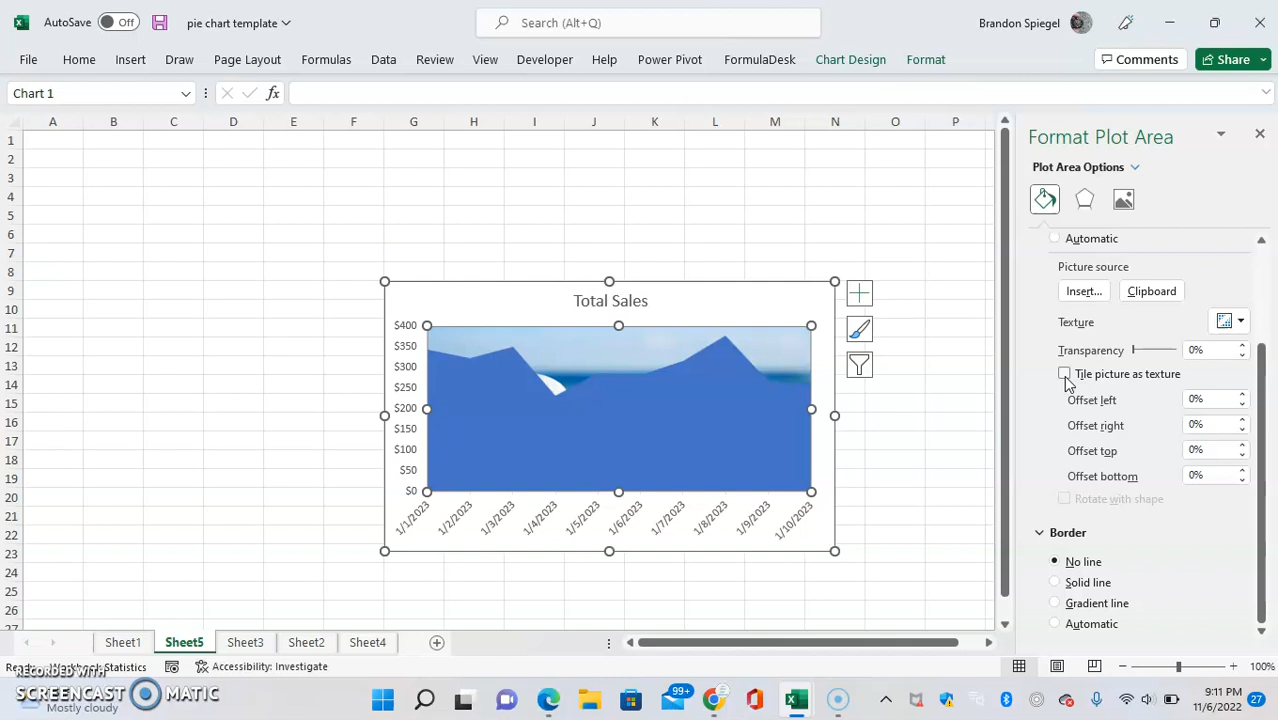 AutoSave Off pie chart template Search (Alt+Q) Brandon Spiegel
File Home Insert Draw Page Layout Formulas Data Review View Developer Help Power Pivot FormulaDesk Chart Design Format Comments Share
Chart 1 fx
A B C D E F G H I J K L M N O P
1
2
3
4
5
6
7
8
9
10
11
12
13
14
15
16
17
18
19
20
21
22
23
24
25
26
27
Total Sales
$400
$350
$300
$250
$200
$150
$100
$50
$0
1/1/2023 1/2/2023 1/3/2023 1/4/2023 1/5/2023 1/6/2023 1/7/2023 1/8/2023 1/9/2023 1/10/2023
Format Plot Area
Plot Area Options
Automatic
Picture source
Insert... Clipboard
Texture
Transparency 0%
Tile picture as texture
Offset left 0%
Offset right 0%
Offset top 0%
Offset bottom 0%
Rotate with shape
Border
No line
Solid line
Gradient line
Automatic
Sheet1 Sheet5 Sheet3 Sheet2 Sheet4
Statistics Accessibility: Investigate 100%
RECORDED WITH
SCREENCAST MATIC
Mostly cloudy
99+
9:11 PM
11/6/2022 27